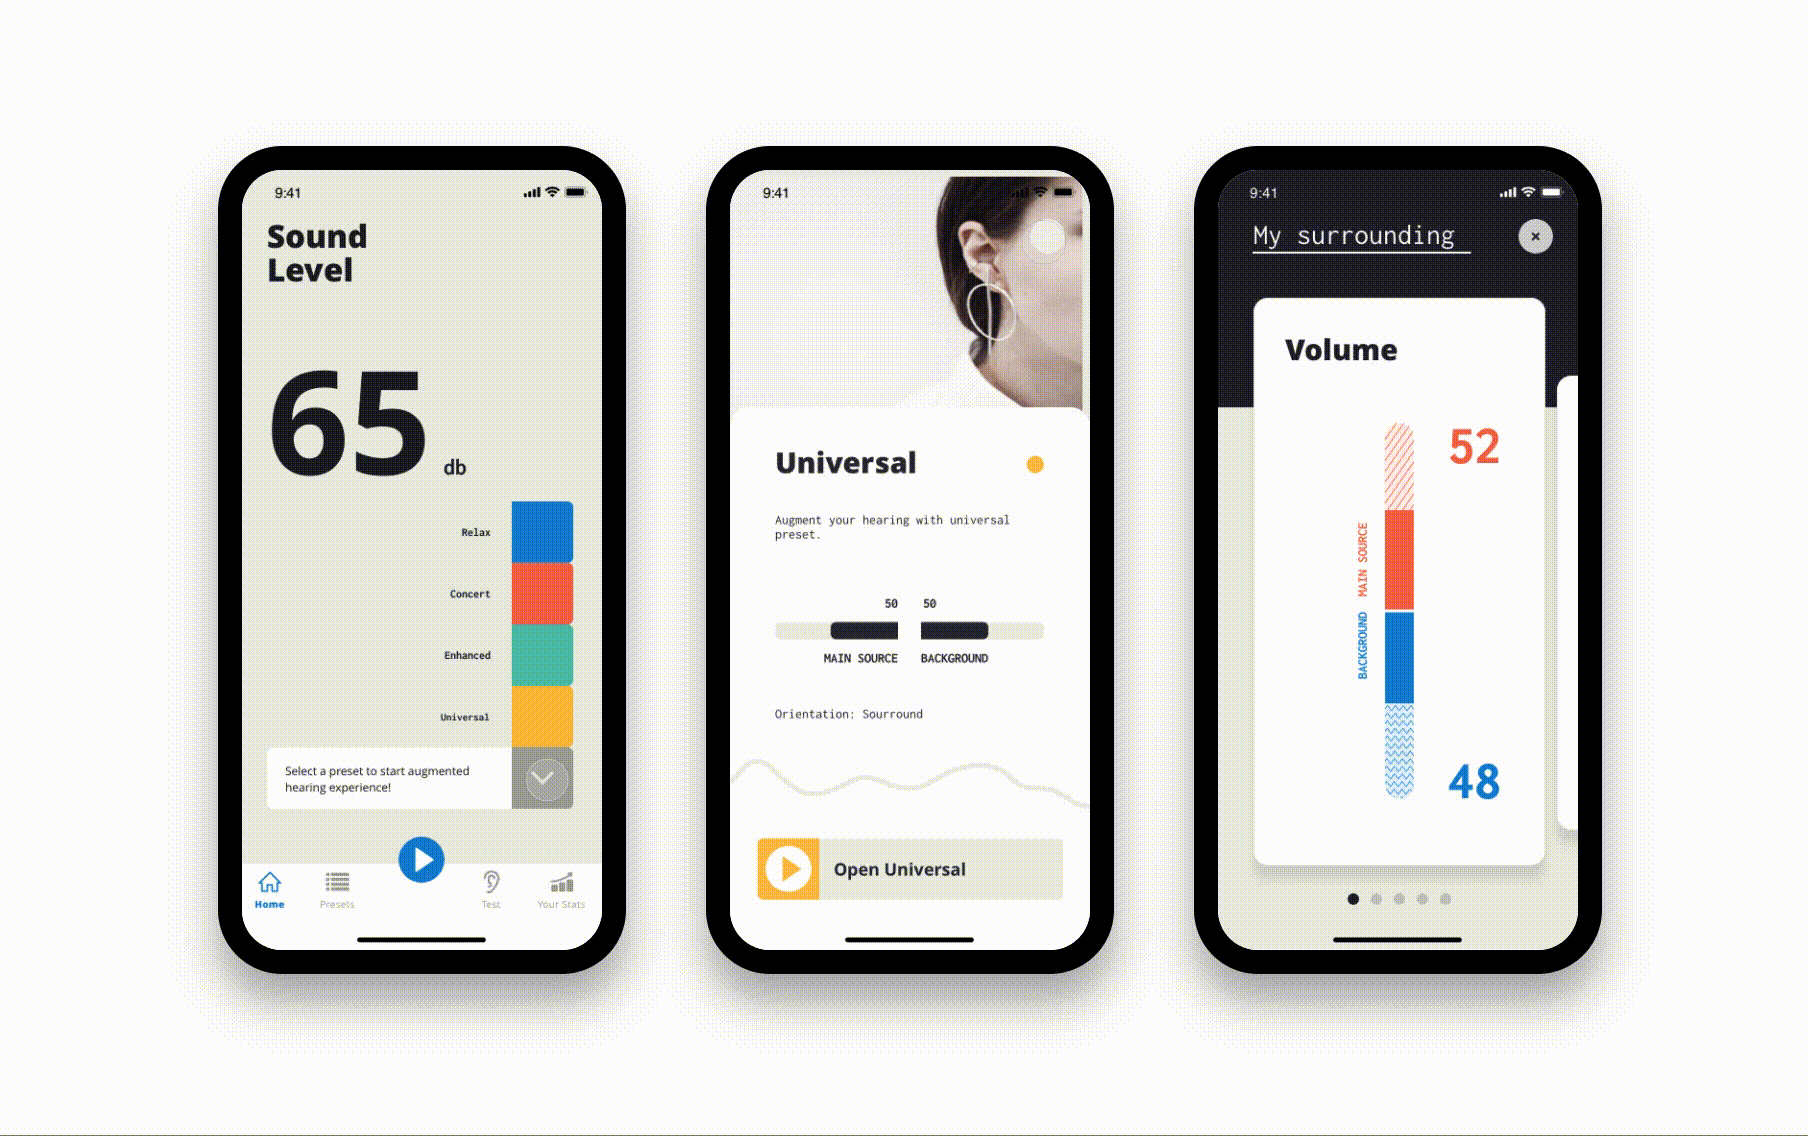 9:41
Sound
Level
65 db
Relax
Concert
Enhanced
Universal
Select a preset to start augmented
hearing experience!
Home
Presets
Test
Your Stats
9:41
Universal
Augment your hearing with universal
preset.
50 50
MAIN SOURCE BACKGROUND
Orientation: Sourround
Open Universal
9:41
My surrounding
Volume
52
MAIN SOURCE
BACKGROUND
48